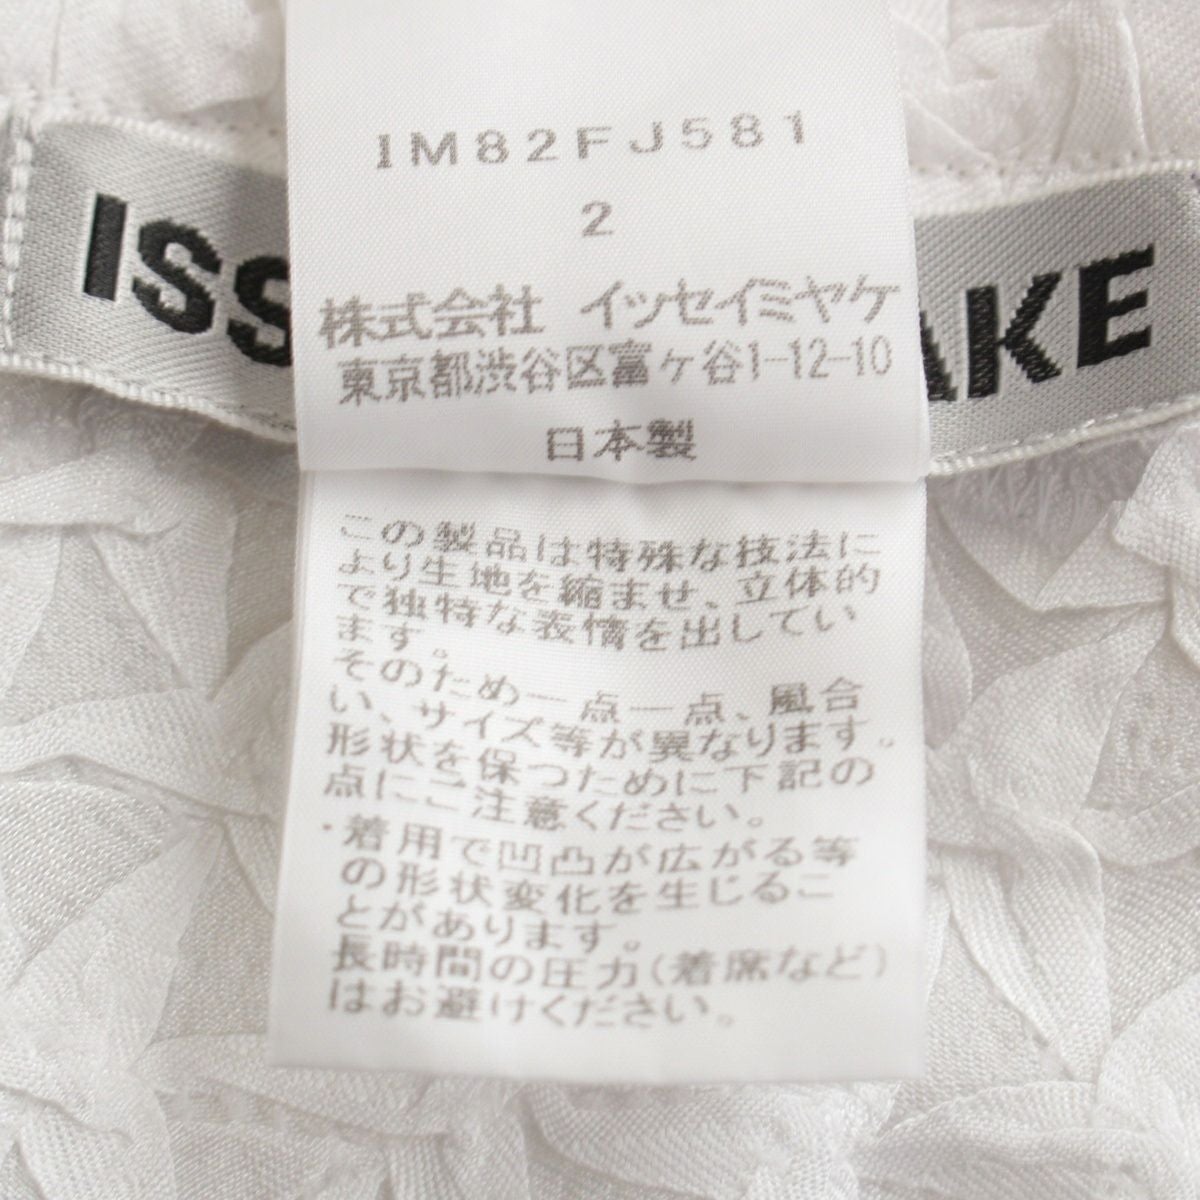 IM82FJ581
2
ISS AKE
株式会社 イッセイミヤケ
東京都渋谷区富ヶ谷1-12-10
日本製
この製品は特殊な技法に
より生地を縮ませ、立体的
で独特な表情を出してい
ます。
そのため一点一点、風合
い、サイズ等が異なります。
形状を保つために下記の
点にご注意ください。
・着用で凹凸が広がる等
の形状変化を生じるこ
とがあります。
長時間の圧力(着席など)
はお避けください。